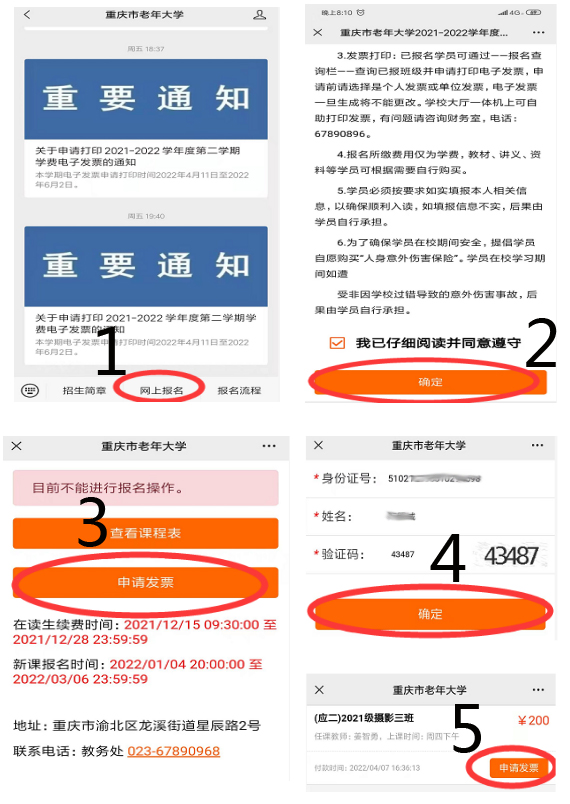 重庆市老年大学
周五 18:37
重要通知
关于申请打印 2021-2022 学年度第二学期
学费电子发票的通知
本学期电子发票申请打印时间2022年4月11日至2022
年6月2日。
周五 19:40
重要通知
关于申请打印 2021-2022 学年度第二学期学
费电子发票的通知
本学期电子发票申请打印时间2022年4月11日至2022
年6月2日。
1
招生简章
网上报名
报名流程
晚上8:10
4G
重庆市老年大学2021-2022学年度...
3.发票打印：已报名学员可通过——报名查
询栏——查询已报班级并申请打印电子发票，申
请前请选择是个人发票或单位发票，电子发票
一旦生成将不能更改。学校大厅一体机上可自
助打印发票，有问题请咨询财务室，电话：
67890896。
4.报名所缴费用仅为学费，教材、讲义、资
料等学员可根据需要自行购买。
5.学员必须按要求如实填报本人相关信
息，以确保顺利入读，如填报信息不实，后果由
学员自行承担。
6.为了确保学员在校期间安全，提倡学员
自愿购买“人身意外伤害保险”。学员在校学习期
间如遭
受非因学校过错导致的意外伤害事故，后
果由学员自行承担。
我已仔细阅读并同意遵守
2
确定
重庆市老年大学
目前不能进行报名操作。
3
查看课程表
申请发票
在读生续费时间：2021/12/15 09:30:00 至
2021/12/28 23:59:59
新课报名时间：2022/01/04 20:00:00 至
2022/03/06 23:59:59
地址：重庆市渝北区龙溪街道星辰路2号
联系电话：教务处 023-67890968
重庆市老年大学
*身份证号： 5102
*姓名：
*验证码： 43487 43487
4
确定
重庆市老年大学
(应二)2021级摄影三班 ￥200
任课教师：姜智勇，上课时间：周四下午
5
付款时间：2022/04/07 16:36:13
申请发票